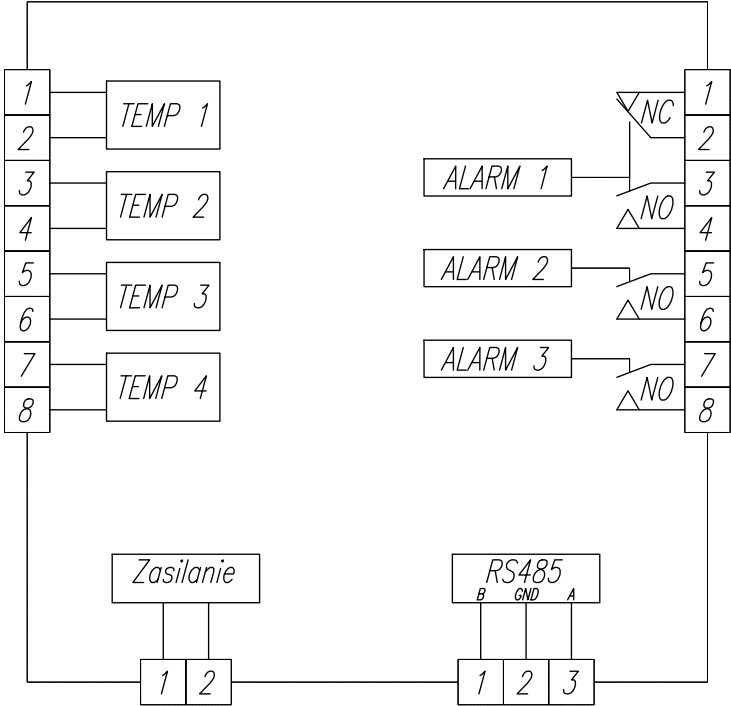 1
2
3
4
5
6
7
8
TEMP 1
TEMP 2
TEMP 3
TEMP 4
ALARM 1
ALARM 2
ALARM 3
NC
NO
NO
NO
1
2
3
4
5
6
7
8
Zasilanie
1 2
RS485
B GND A
1 2 3